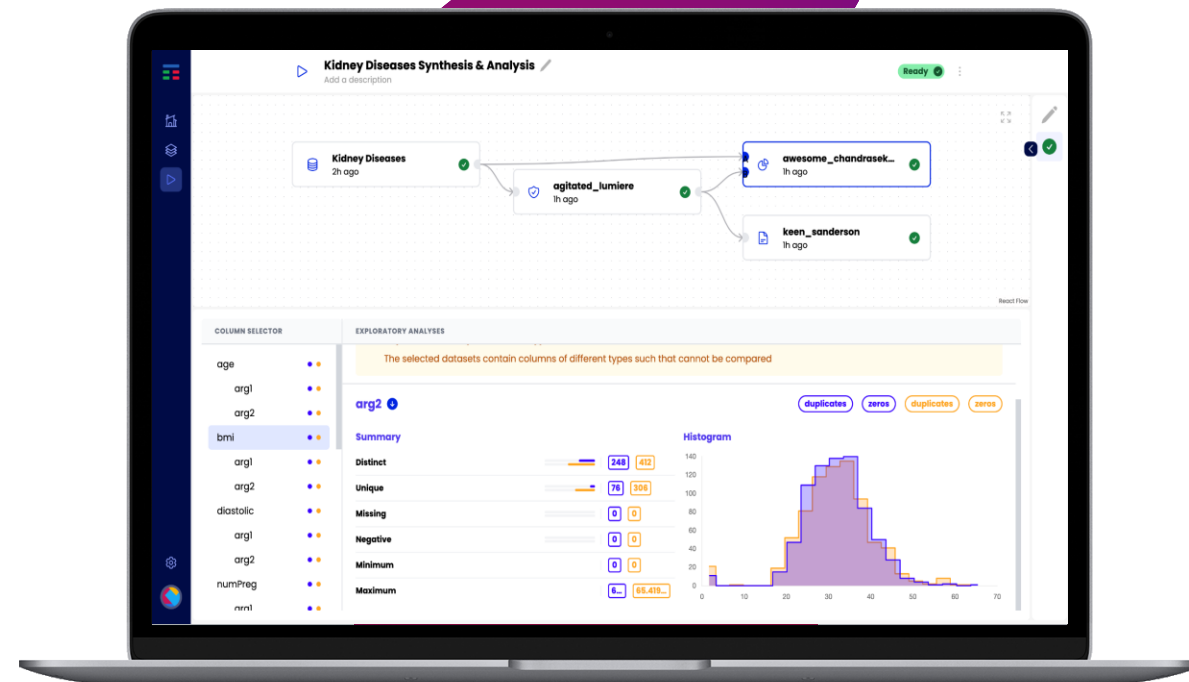 Kidney Diseases Synthesis & Analysis
Add a description
Ready
Kidney Diseases
2h ago
agitated_lumiere
1h ago
awesome_chandrasek...
1h ago
keen_sanderson
1h ago
React Flow
COLUMN SELECTOR
EXPLORATORY ANALYSES
The selected datasets contain columns of different types such that cannot be compared
age
arg1
arg2
bmi
arg1
arg2
diastolic
arg1
arg2
numPreg
arg1
arg2
duplicates zeros duplicates zeros
Summary
Distinct 248 412
Unique 76 306
Missing 0 0
Negative 0 0
Minimum 0 0
Maximum 6... 65.419...
Histogram
140
120
100
80
60
40
20
0
0 10 20 30 40 50 60 70